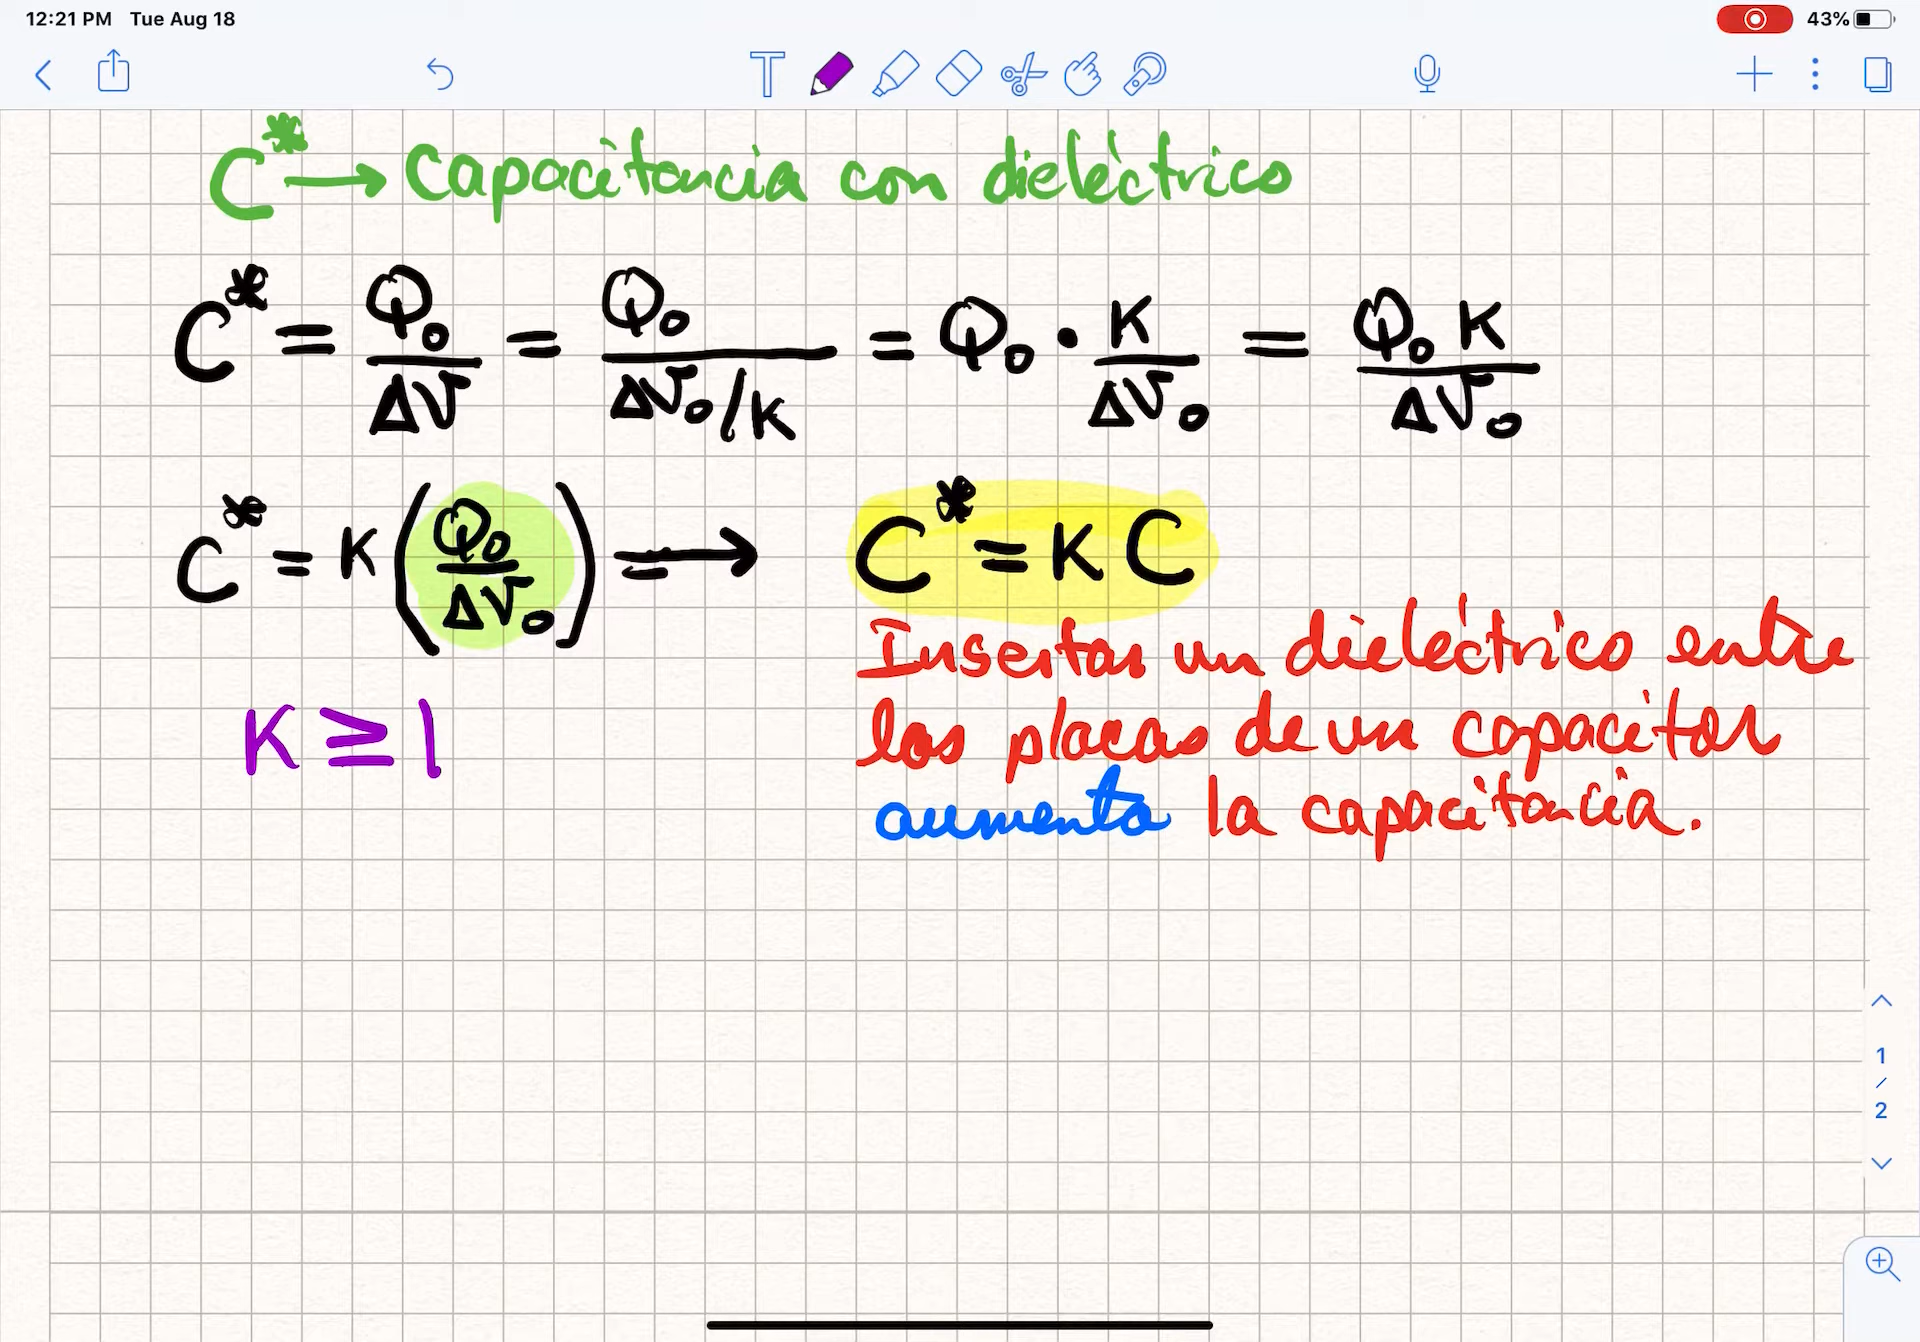 12:21 PM Tue Aug 18
43%
T
C* → Capacitancia con dieléctrico
C* = Q₀/ΔV = Q₀/(ΔV₀/K) = Q₀ · K/ΔV₀ = Q₀K/ΔV₀
C* = K (Q₀/ΔV₀) ⟹ C* = K C
Insertar un dieléctrico entre
las placas de un capacitor
aumenta la capacitancia.
K ≥ 1
1
/
2